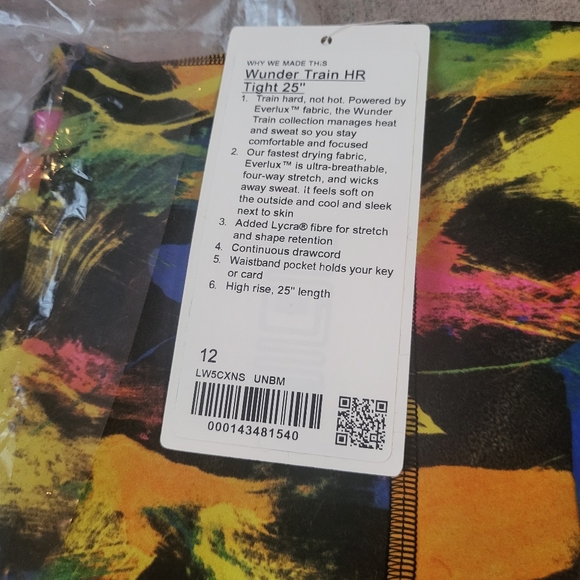 WHY WE MADE THIS
Wunder Train HR
Tight 25"
1. Train hard, not hot. Powered by
Everlux™ fabric, the Wunder
Train collection manages heat
and sweat so you stay
comfortable and focused
2. Our fastest drying fabric,
Everlux™ is ultra-breathable,
four-way stretch, and wicks
away sweat. It feels soft on
the outside and cool and sleek
next to skin
3. Added Lycra® fibre for stretch
and shape retention
4. Continuous drawcord
5. Waistband pocket holds your key
or card
6. High rise, 25" length
12
LW5CXNS UNBM
000143481540